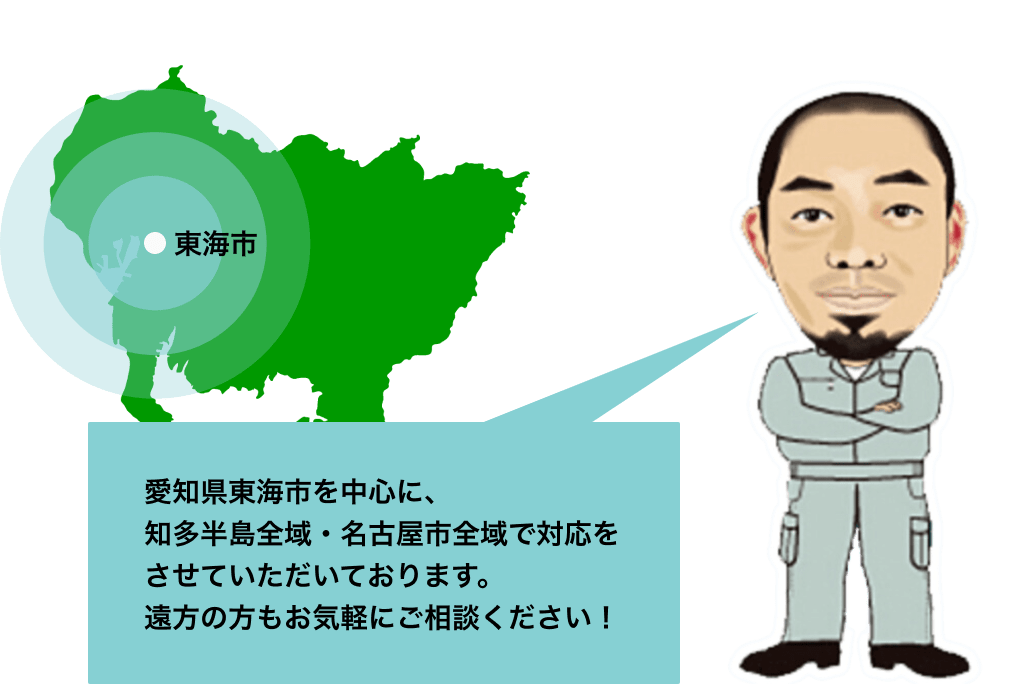 東海市
愛知県東海市を中心に、
知多半島全域・名古屋市全域で対応を
させていただいております。
遠方の方もお気軽にご相談ください！